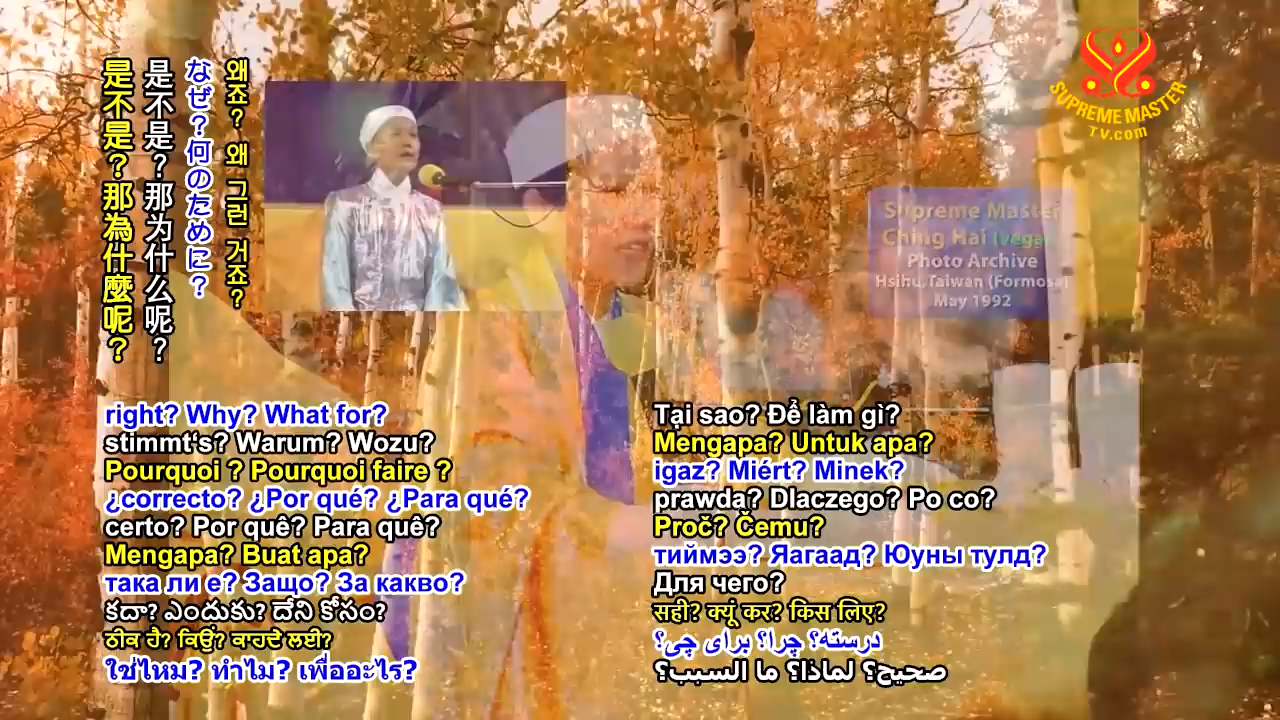 왜죠? 왜 그런 거죠?
なぜ?何のために?
是不是?那为什么呢?
是不是?那為什麼呢?
SUPREME MASTER
TV.com
Supreme Master
Ching Hai (vegan)
Photo Archive
Hsihu, Taiwan (Formosa)
May 1992
right? Why? What for?
stimmt‘s? Warum? Wozu?
Pourquoi ? Pourquoi faire ?
¿correcto? ¿Por qué? ¿Para qué?
certo? Por quê? Para quê?
Mengapa? Buat apa?
така ли е? Защо? За какво?
కదా? ఎందుకు? దేని కోసం?
ਠੀਕ ਹੈ? ਕਿਉਂ? ਕਾਹਦੇ ਲਈ?
ใช่ไหม? ทำไม? เพื่ออะไร?
Tại sao? Để làm gì?
Mengapa? Untuk apa?
igaz? Miért? Minek?
prawda? Dlaczego? Po co?
Proč? Čemu?
тиймээ? Яагаад? Юуны тулд?
Для чего?
सही? क्यूं कर? किस लिए?
درسته؟ چرا؟ برای چی؟
صحيح؟ لماذا؟ ما السبب؟